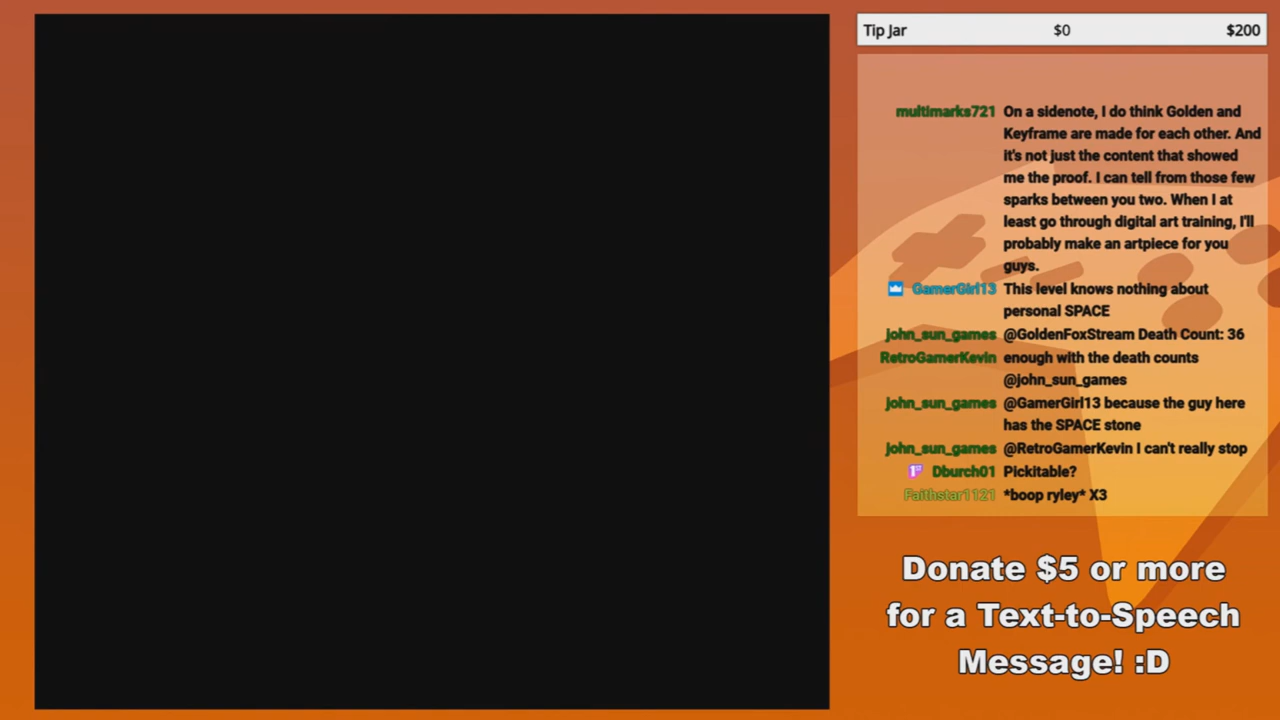 Tip Jar $0 $200
multimarks721 On a sidenote, I do think Golden and
Keyframe are made for each other. And
it's not just the content that showed
me the proof. I can tell from those few
sparks between you two. When I at
least go through digital art training, I'll
probably make an artpiece for you
guys.
GamerGirl13 This level knows nothing about
personal SPACE
john_sun_games @GoldenFoxStream Death Count: 36
RetroGamerKevin enough with the death counts
@john_sun_games
john_sun_games @GamerGirl13 because the guy here
has the SPACE stone
john_sun_games @RetroGamerKevin I can't really stop
Dburch01 Pickitable?
Faithstar1121 *boop ryley* X3
Donate $5 or more
for a Text-to-Speech
Message! :D